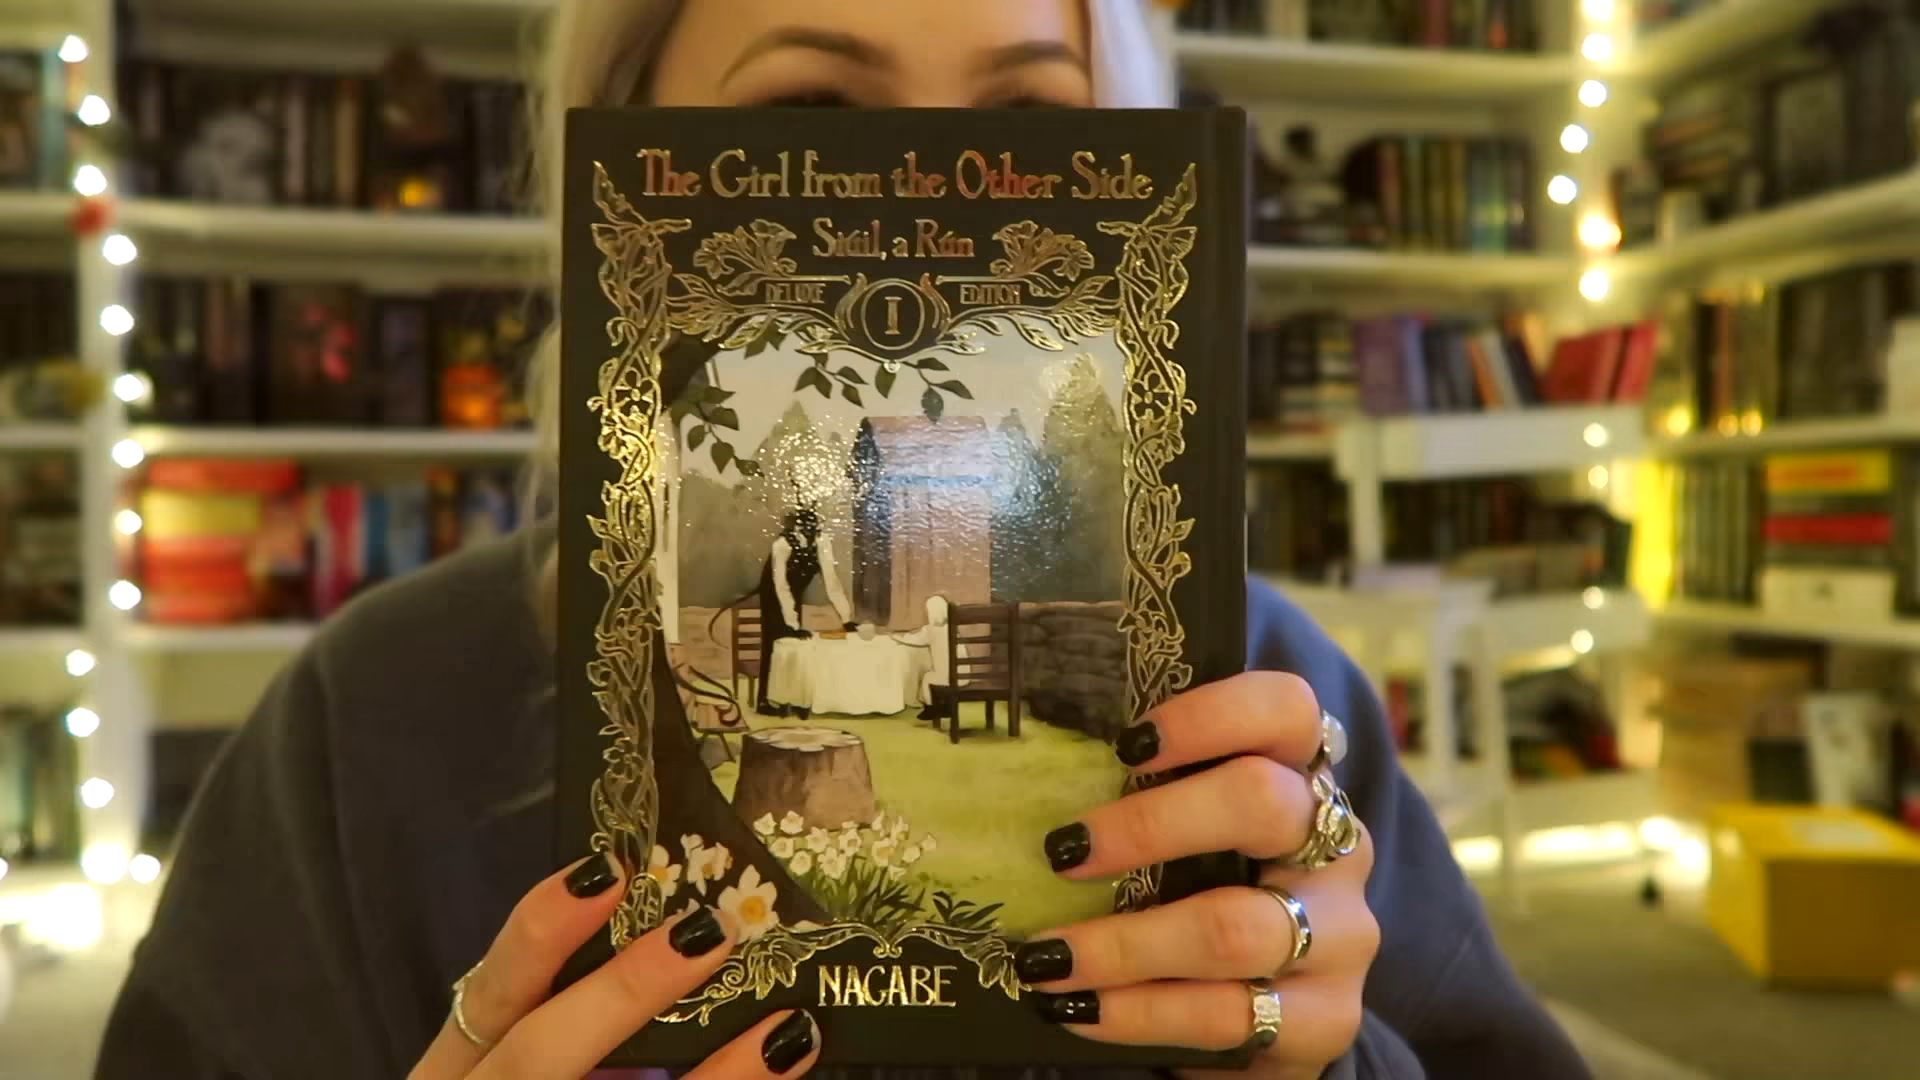 The Girl from the Other Side
Siúil, a Rún
DELUXE I EDITION
NAGABE